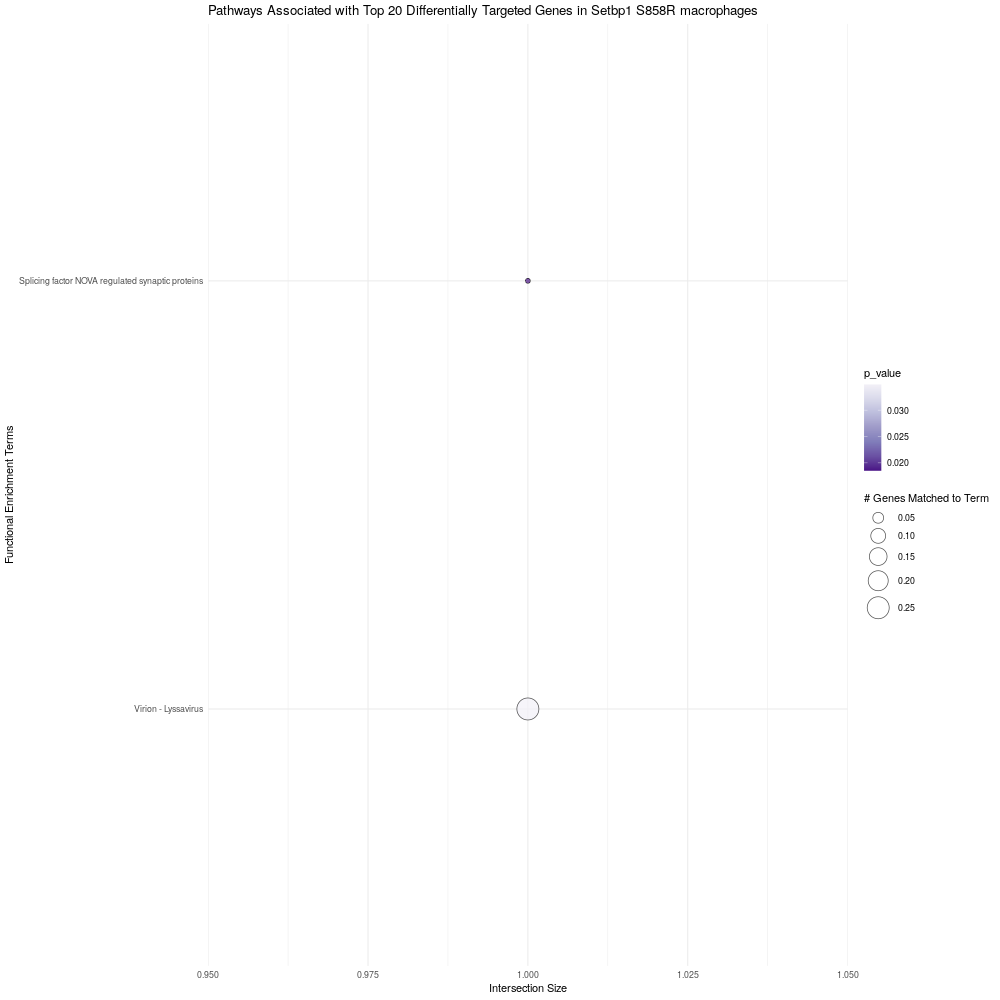 Pathways Associated with Top 20 Differentially Targeted Genes in Setbp1 S858R macrophages
Functional Enrichment Terms
Splicing factor NOVA regulated synaptic proteins
Virion - Lyssavirus
0.950
0.975
1.000
1.025
1.050
Intersection Size
p_value
0.030
0.025
0.020
# Genes Matched to Term
0.05
0.10
0.15
0.20
0.25